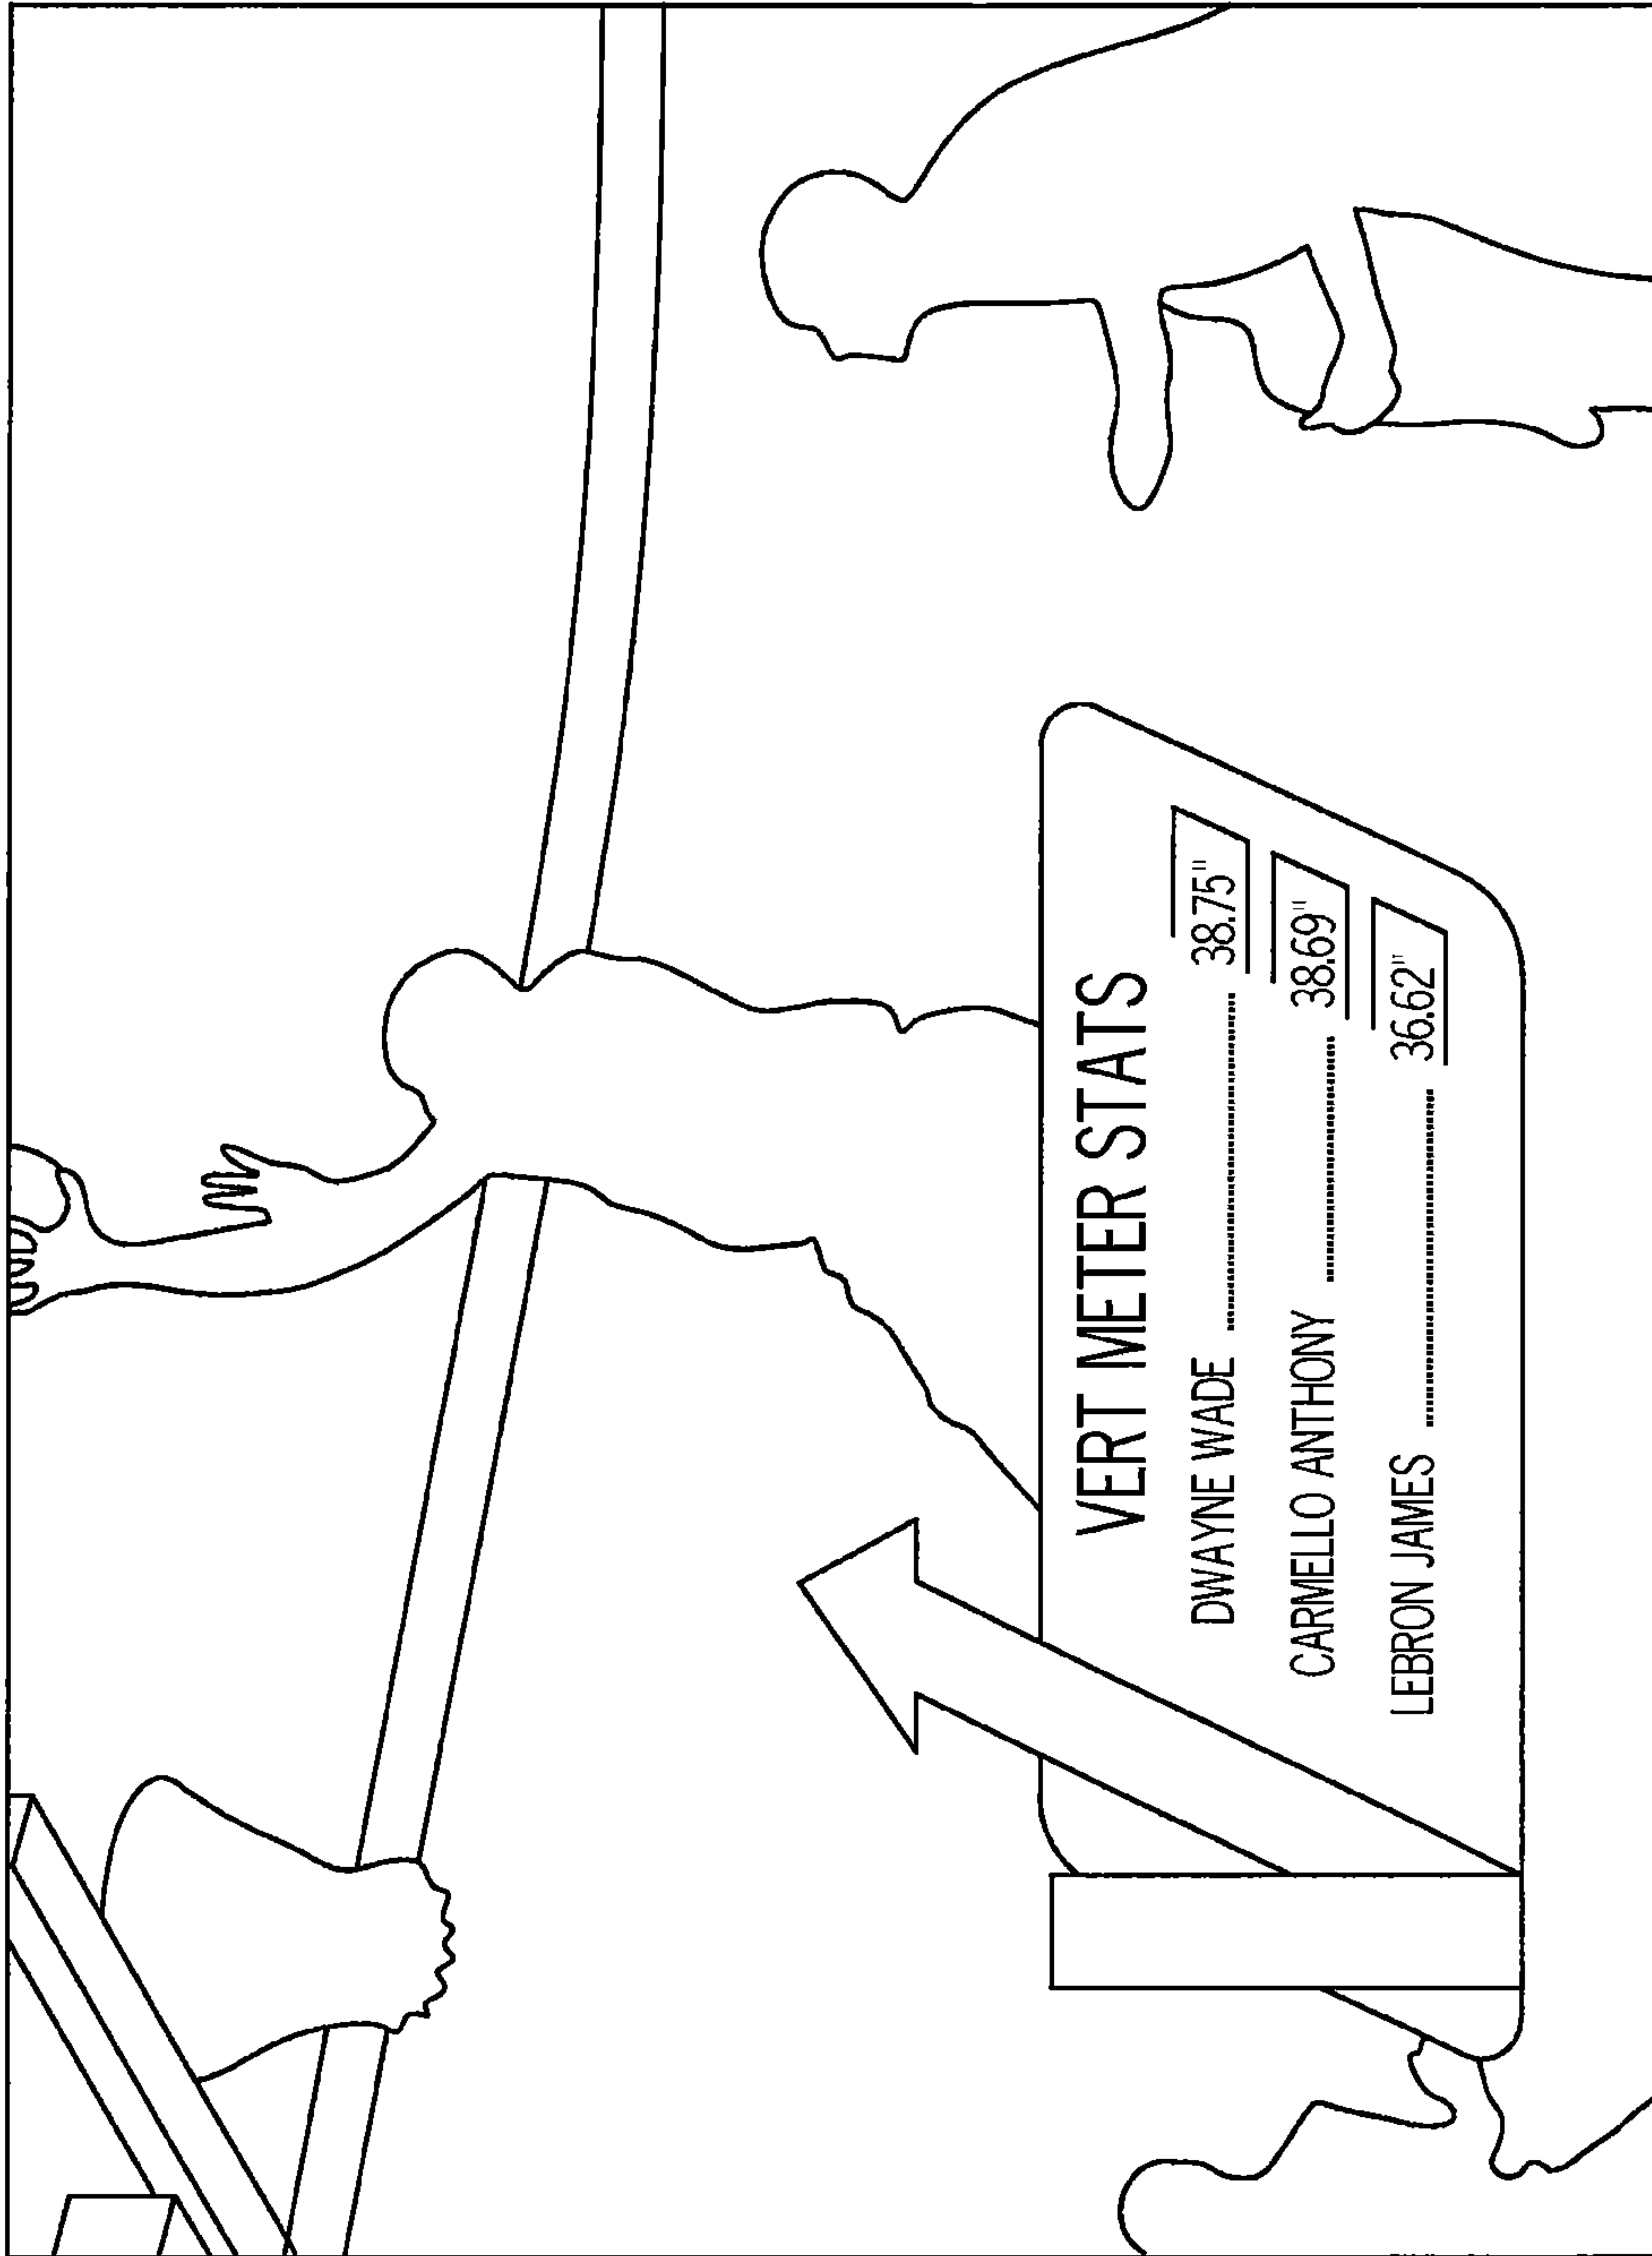 VERT METER STATS
DWAYNE WADE ---------- 38.75"
CARMELLO ANTHONY ---------- 38.69"
LEBRON JAMES ---------- 36.62"